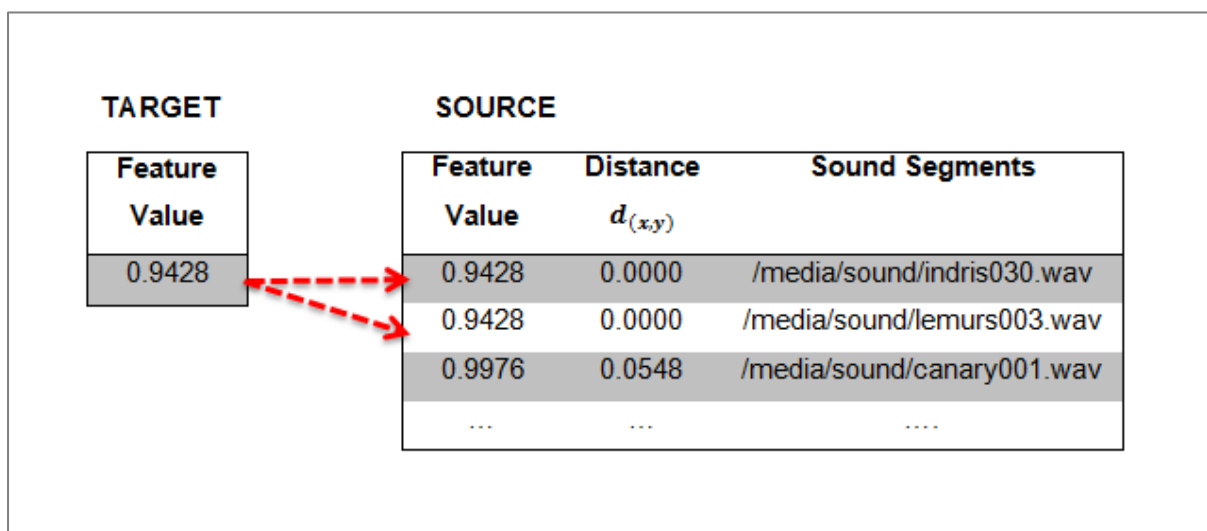 TARGET SOURCE
Feature Value
0.9428
Feature Value Distance d(x,y) Sound Segments
0.9428 0.0000 /media/sound/indris030.wav
0.9428 0.0000 /media/sound/lemurs003.wav
0.9976 0.0548 /media/sound/canary001.wav
... ... ....